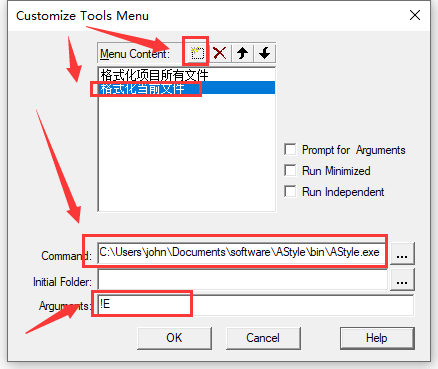 Customize Tools Menu
Menu Content:
格式化项目所有文件
格式化当前文件
Prompt for Arguments
Run Minimized
Run Independent
Command: C:\Users\john\Documents\software\AStyle\bin\AStyle.exe ...
Initial Folder: ...
Arguments: !E
OK Cancel Help